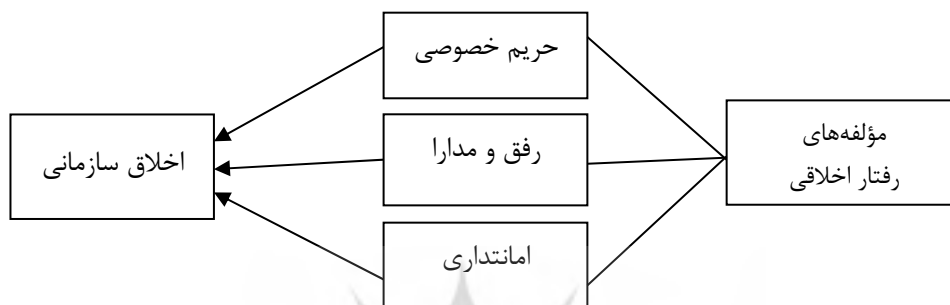 مؤلفه‌های
رفتار اخلاقی
حریم خصوصی
رفق و مدارا
امانتداری
اخلاق سازمانی